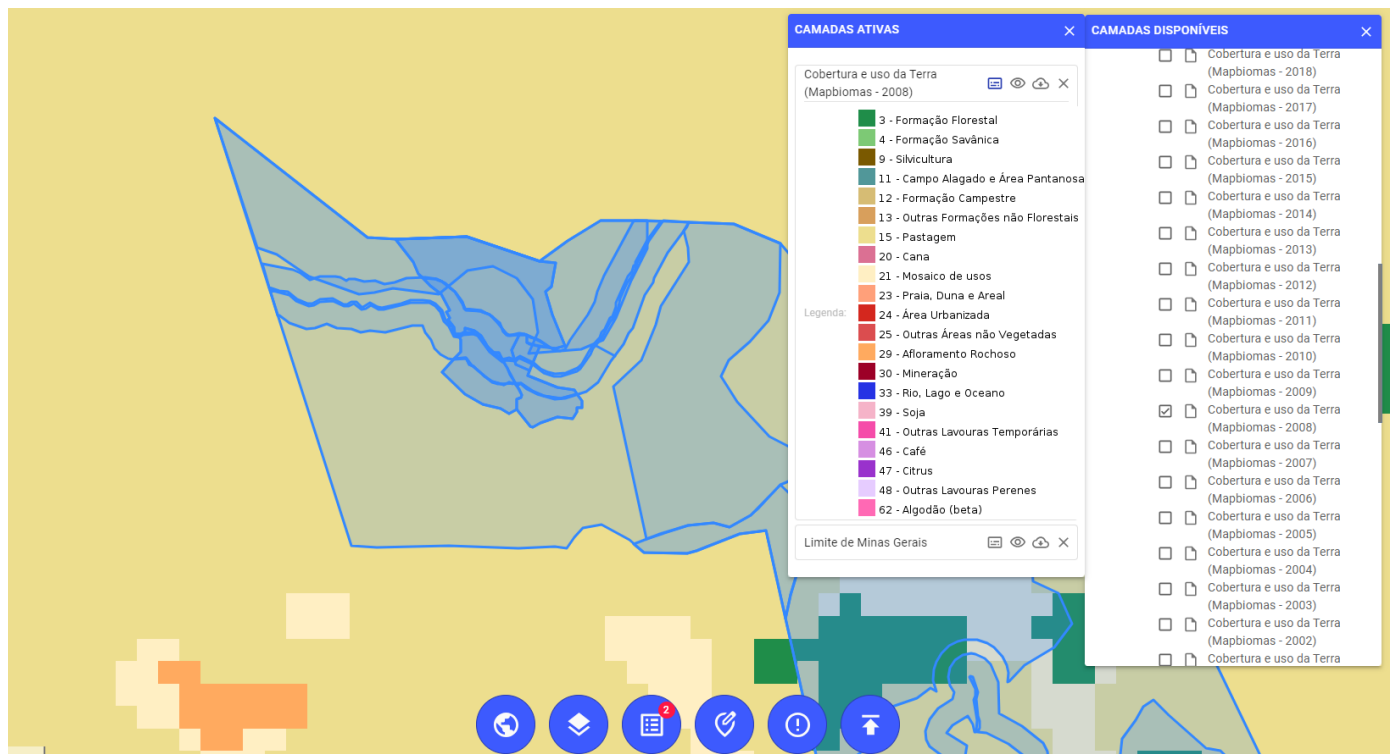 CAMADAS ATIVAS
Cobertura e uso da Terra
(Mapbiomas - 2008)
Legenda:
3 - Formação Florestal
4 - Formação Savânica
9 - Silvicultura
11 - Campo Alagado e Área Pantanosa
12 - Formação Campestre
13 - Outras Formações não Florestais
15 - Pastagem
20 - Cana
21 - Mosaico de usos
23 - Praia, Duna e Areal
24 - Área Urbanizada
25 - Outras Áreas não Vegetadas
29 - Afloramento Rochoso
30 - Mineração
33 - Rio, Lago e Oceano
39 - Soja
41 - Outras Lavouras Temporárias
46 - Café
47 - Citrus
48 - Outras Lavouras Perenes
62 - Algodão (beta)
Limite de Minas Gerais
CAMADAS DISPONÍVEIS
Cobertura e uso da Terra
(Mapbiomas - 2018)
Cobertura e uso da Terra
(Mapbiomas - 2017)
Cobertura e uso da Terra
(Mapbiomas - 2016)
Cobertura e uso da Terra
(Mapbiomas - 2015)
Cobertura e uso da Terra
(Mapbiomas - 2014)
Cobertura e uso da Terra
(Mapbiomas - 2013)
Cobertura e uso da Terra
(Mapbiomas - 2012)
Cobertura e uso da Terra
(Mapbiomas - 2011)
Cobertura e uso da Terra
(Mapbiomas - 2010)
Cobertura e uso da Terra
(Mapbiomas - 2009)
Cobertura e uso da Terra
(Mapbiomas - 2008)
Cobertura e uso da Terra
(Mapbiomas - 2007)
Cobertura e uso da Terra
(Mapbiomas - 2006)
Cobertura e uso da Terra
(Mapbiomas - 2005)
Cobertura e uso da Terra
(Mapbiomas - 2004)
Cobertura e uso da Terra
(Mapbiomas - 2003)
Cobertura e uso da Terra
(Mapbiomas - 2002)
Cobertura e uso da Terra
2